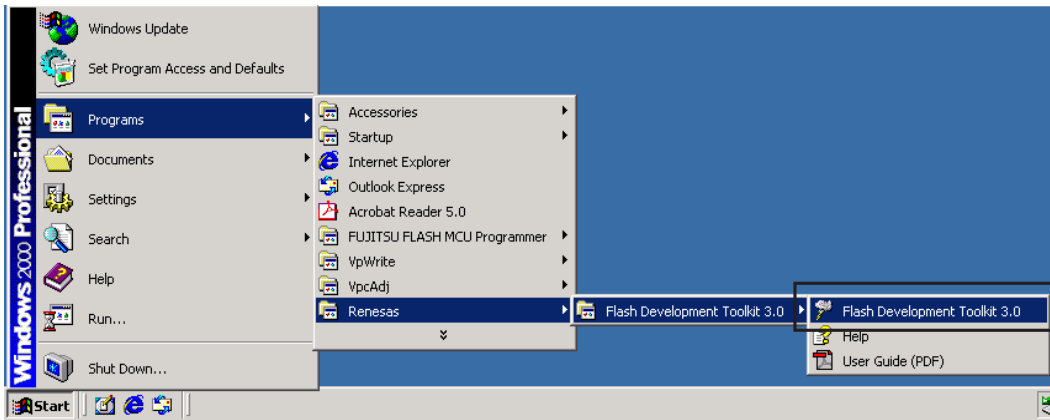 Windows 2000 Professional
Windows Update
Set Program Access and Defaults
Programs
Documents
Settings
Search
Help
Run...
Shut Down...
Accessories
Startup
Internet Explorer
Outlook Express
Acrobat Reader 5.0
FUJITSU FLASH MCU Programmer
VpWrite
VpcAdj
Renesas
Flash Development Toolkit 3.0
Flash Development Toolkit 3.0
Help
User Guide (PDF)
Start